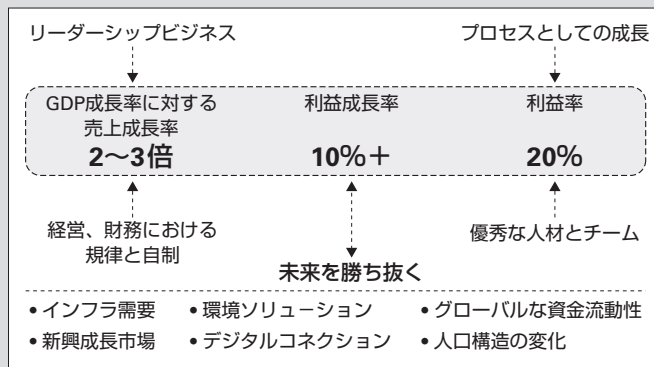 リーダーシップビジネス
プロセスとしての成長
GDP成長率に対する
売上成長率
2〜3倍
利益成長率
10%＋
利益率
20%
経営、財務における
規律と自制
優秀な人材とチーム
未来を勝ち抜く
• インフラ需要 • 環境ソリューション • グローバルな資金流動性
• 新興成長市場 • デジタルコネクション • 人口構造の変化